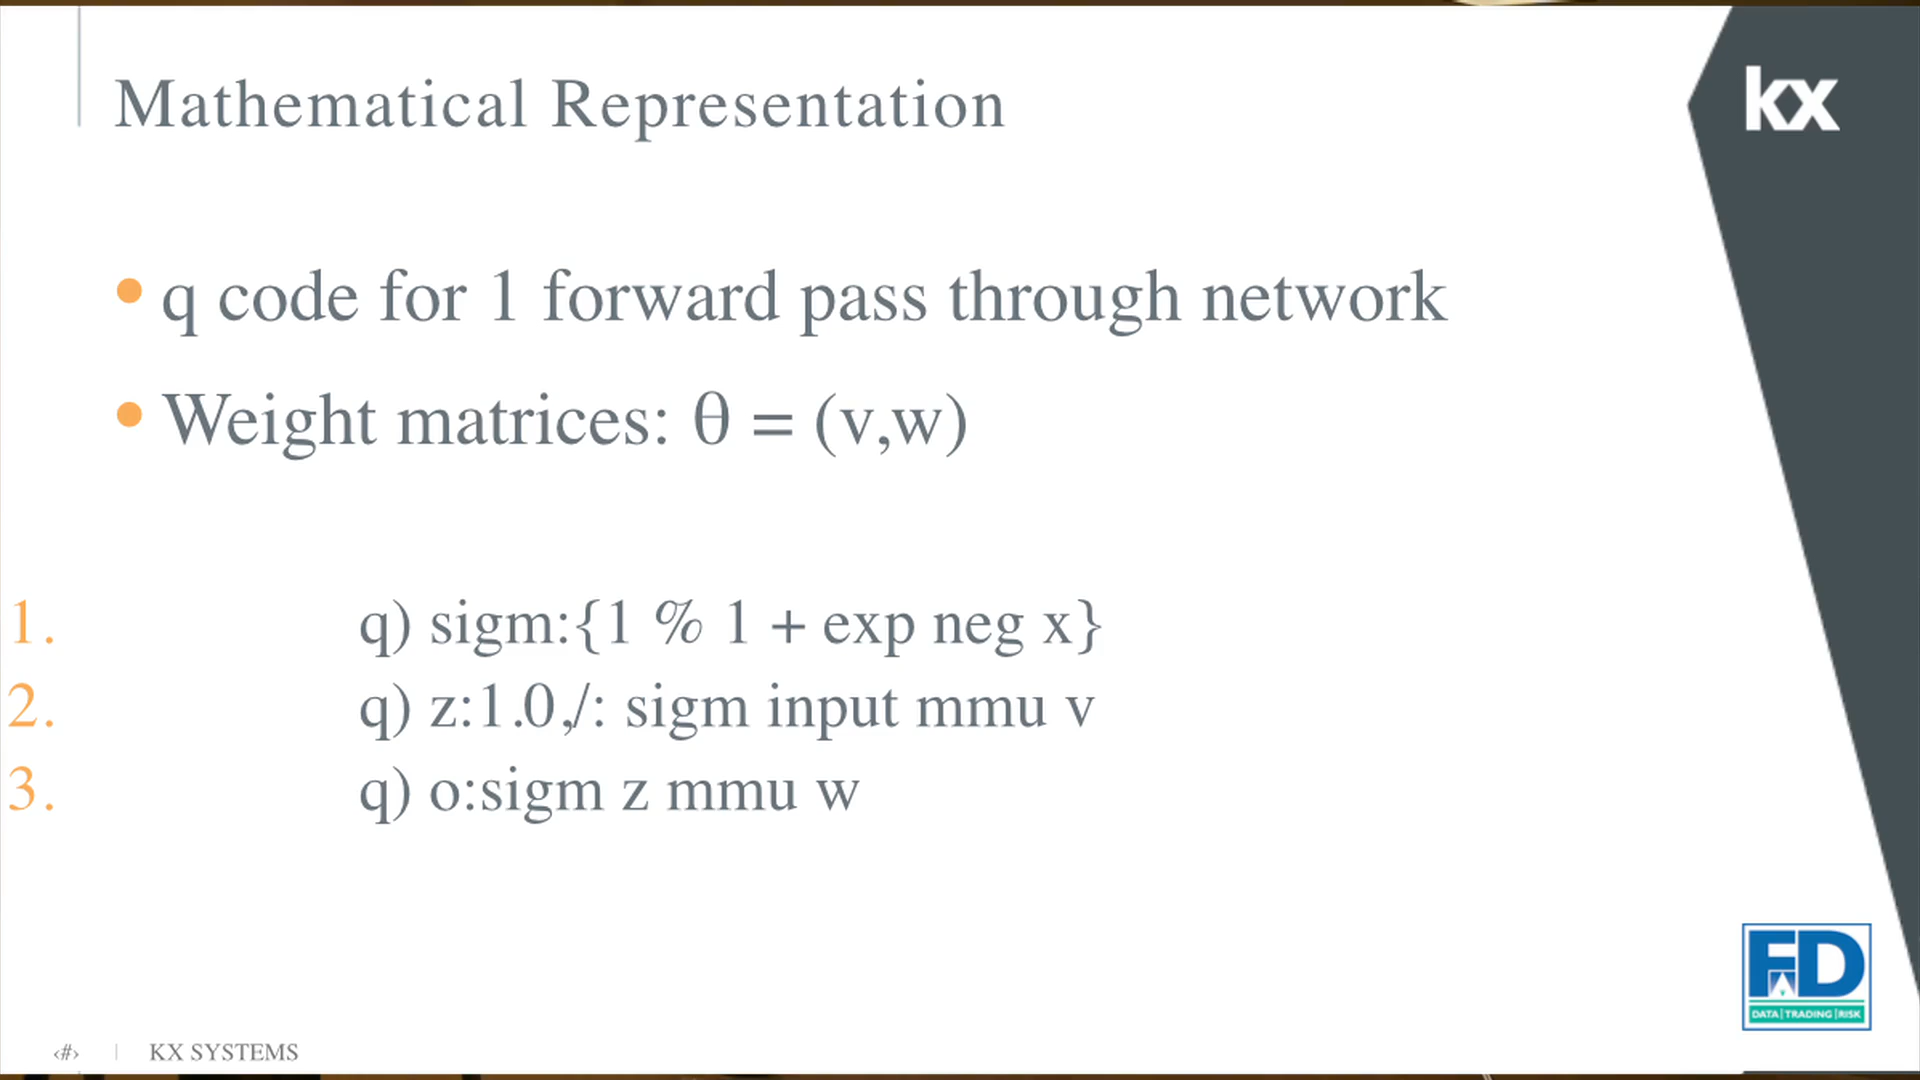 Mathematical Representation
kx
• q code for 1 forward pass through network
• Weight matrices: θ = (v,w)
1. q) sigm:{1 % 1 + exp neg x}
2. q) z:1.0,/: sigm input mmu v
3. q) o:sigm z mmu w
FD
DATA|TRADING|RISK
‹#› | KX SYSTEMS